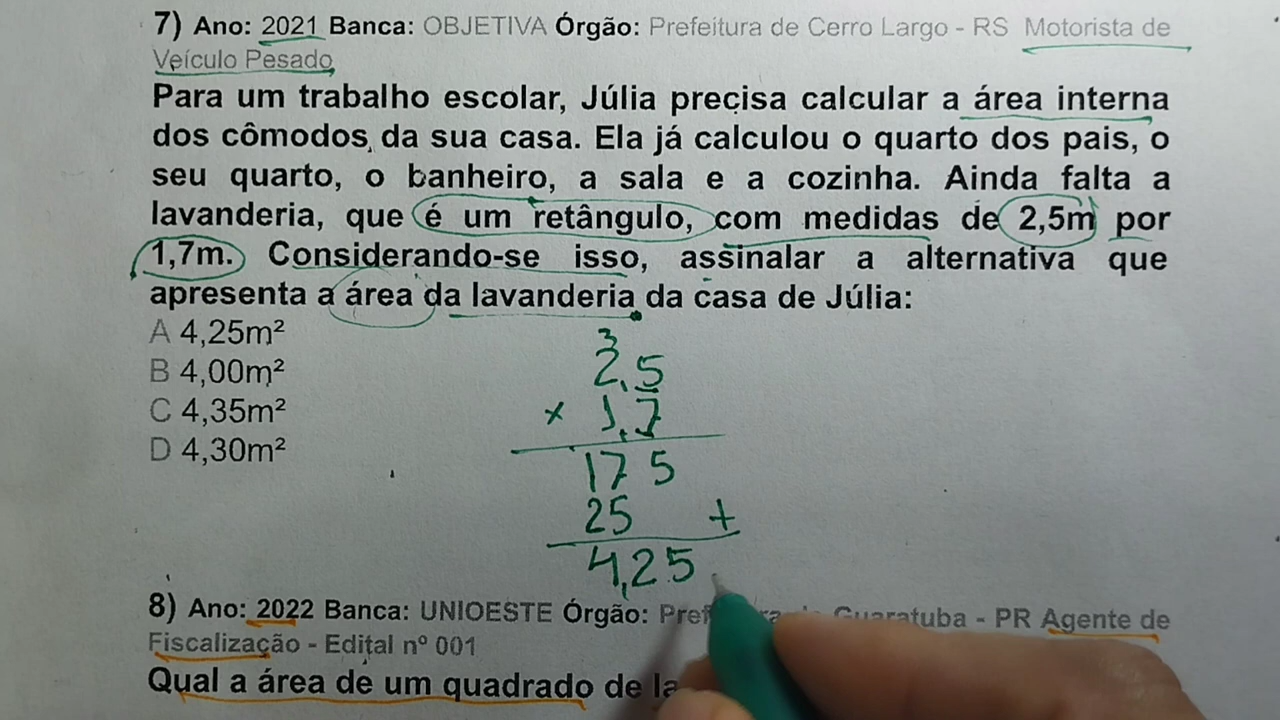 7) Ano: 2021 Banca: OBJETIVA Órgão: Prefeitura de Cerro Largo - RS Motorista de
Veículo Pesado
Para um trabalho escolar, Júlia precisa calcular a área interna
dos cômodos da sua casa. Ela já calculou o quarto dos pais, o
seu quarto, o banheiro, a sala e a cozinha. Ainda falta a
lavanderia, que é um retângulo, com medidas de 2,5m por
1,7m. Considerando-se isso, assinalar a alternativa que
apresenta a área da lavanderia da casa de Júlia:
A 4,25m²
B 4,00m²
C 4,35m²
D 4,30m²
3
2,5
x 1,7
175
25 +
4,25
8) Ano: 2022 Banca: UNIOESTE Órgão: Guaratuba - PR Agente de
Fiscalização - Edital nº 001
Qual a área de um quadrado de